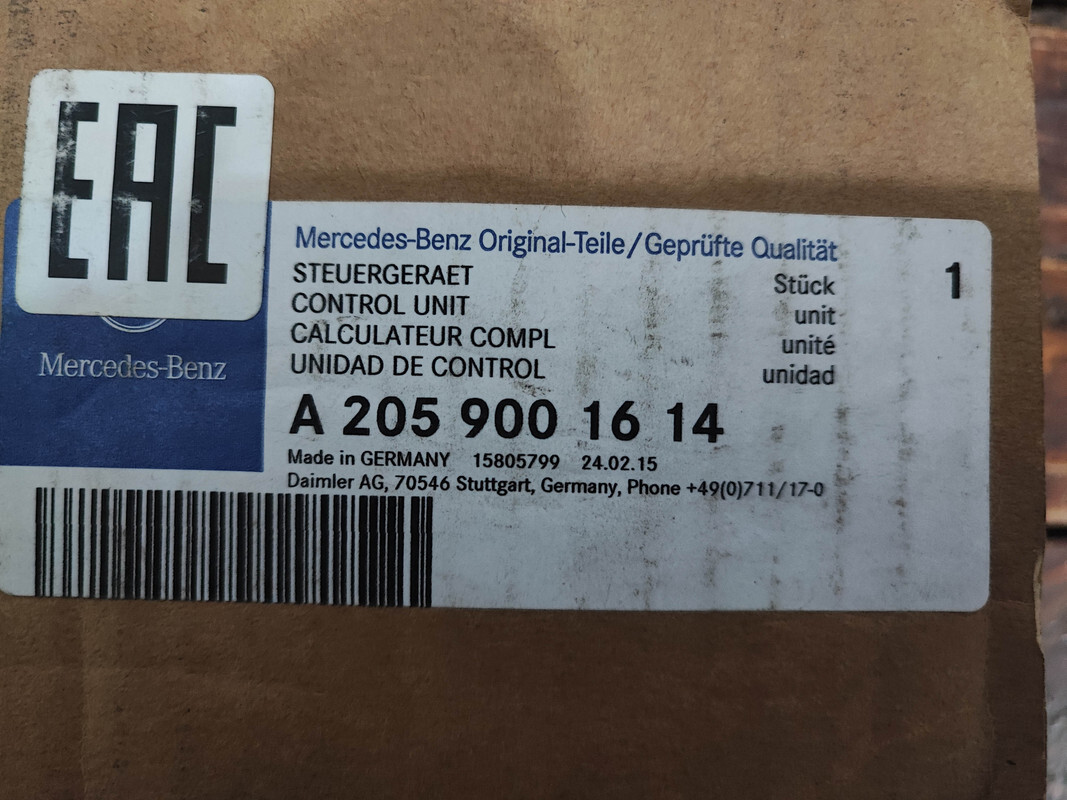 EAC
Mercedes-Benz
Mercedes-Benz Original-Teile/Geprüfte Qualität
STEUERGERAET Stück 1
CONTROL UNIT unit
CALCULATEUR COMPL unité
UNIDAD DE CONTROL unidad
A 205 900 16 14
Made in GERMANY 15805799 24.02.15
Daimler AG, 70546 Stuttgart, Germany, Phone +49(0)711/17-0